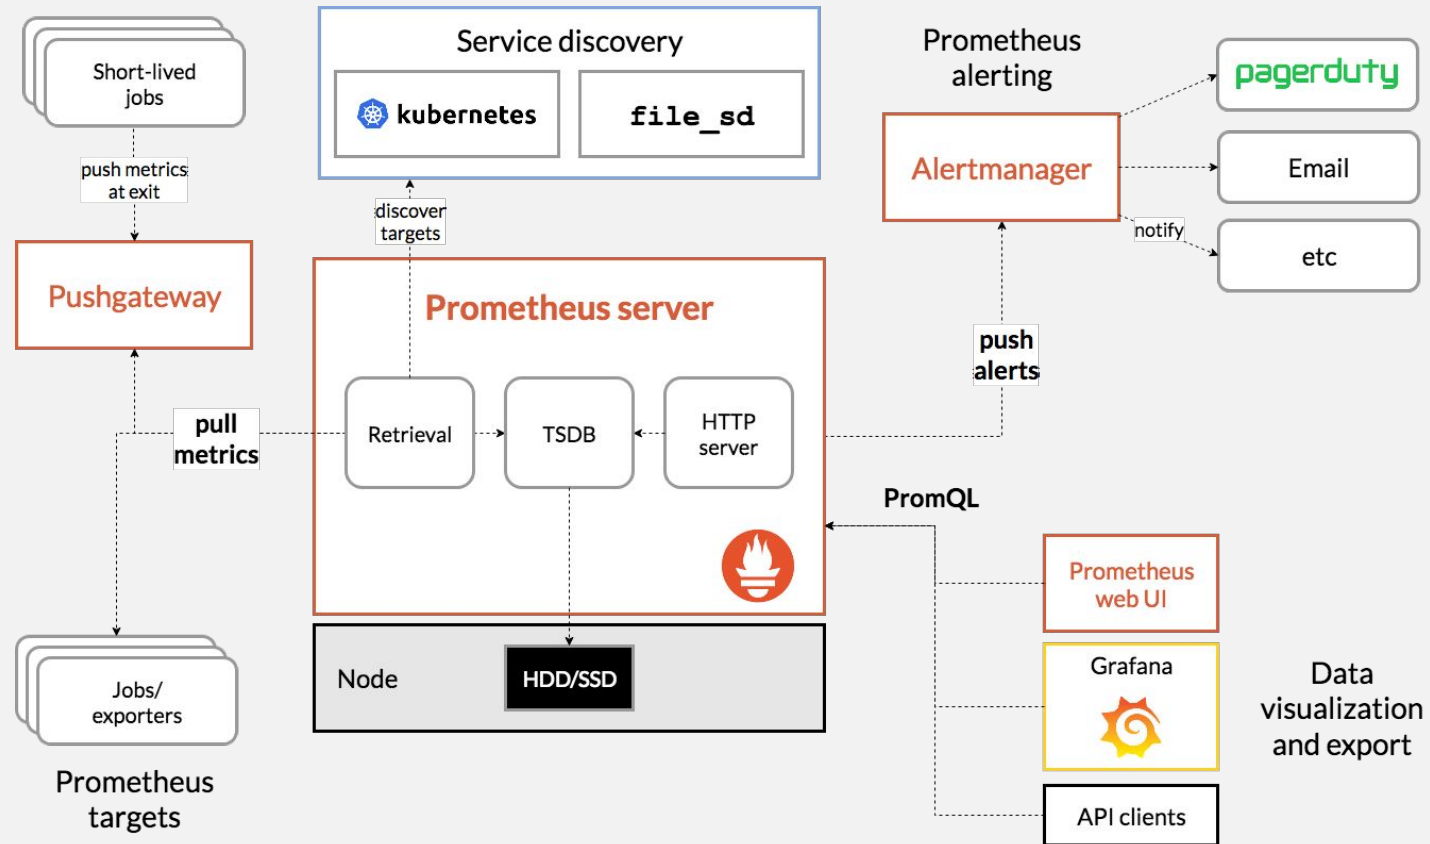 Short-lived
jobs
push metrics
at exit
Pushgateway
Service discovery
kubernetes
file_sd
discover
targets
Prometheus
alerting
Alertmanager
pagerduty
Email
notify
etc
Prometheus server
Retrieval
TSDB
HTTP
server
pull
metrics
push
alerts
PromQL
Node
HDD/SSD
Jobs/
exporters
Prometheus
targets
Prometheus
web UI
Grafana
API clients
Data
visualization
and export